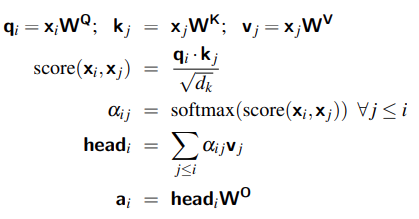 qᵢ = xᵢW^Q; kⱼ = xⱼW^K; vⱼ = xⱼW^V
score(xᵢ, xⱼ) = qᵢ · kⱼ / √dₖ
αᵢⱼ = softmax(score(xᵢ, xⱼ)) ∀j ≤ i
headᵢ = ∑_{j≤i} αᵢⱼvⱼ
aᵢ = headᵢW^O